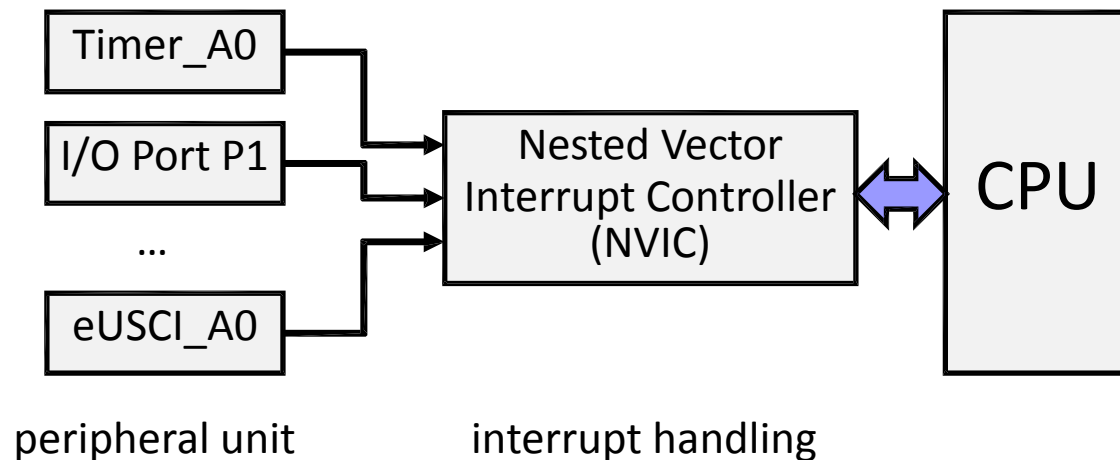 Timer_A0
I/O Port P1
...
eUSCI_A0
Nested Vector
Interrupt Controller
(NVIC)
CPU
peripheral unit
interrupt handling